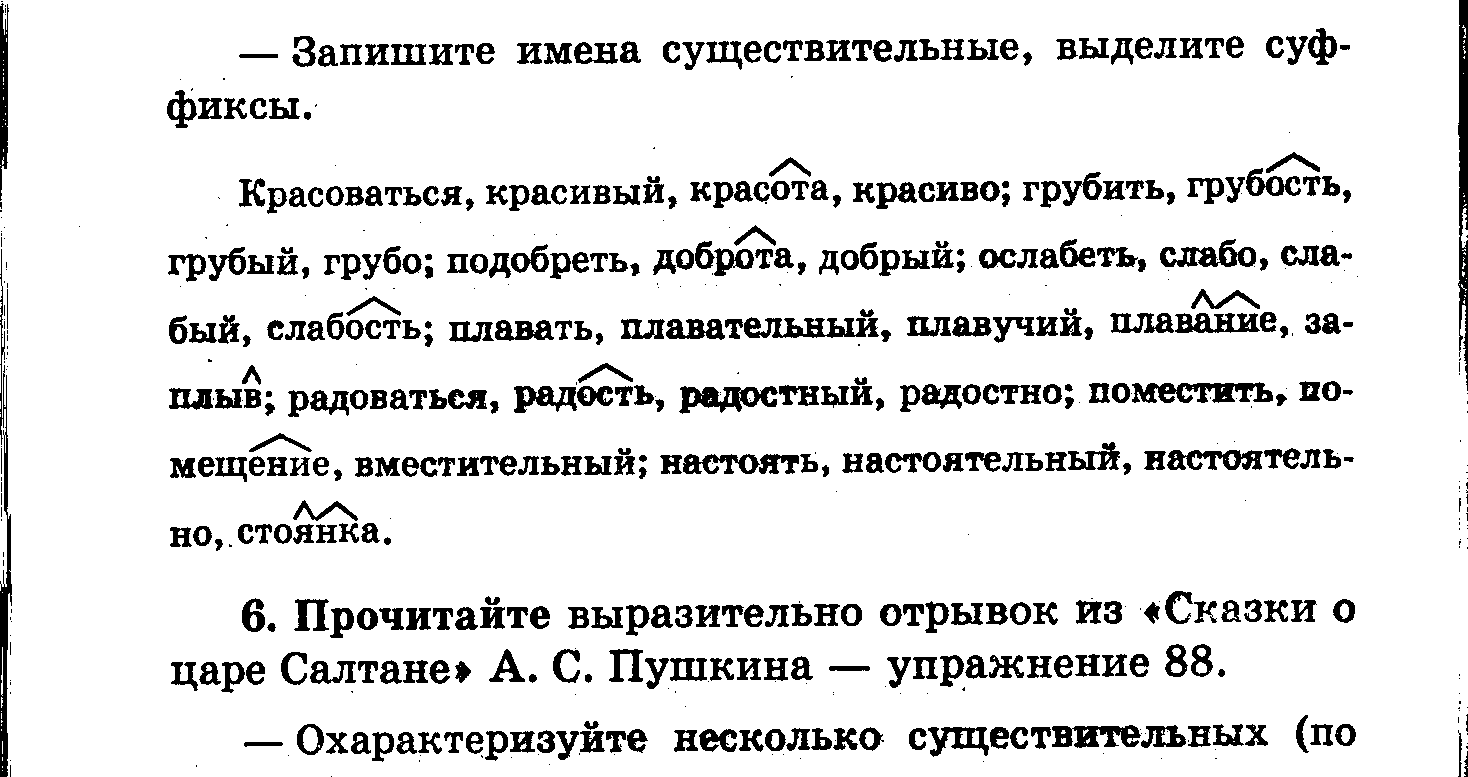 — Запишите имена существительные, выделите суф-
фиксы.
Красоваться, красивый, красота, красиво; грубить, грубость,
грубый, грубо; подобреть, доброта, добрый; ослабеть, слабо, сла-
бый, слабость; плавать, плавательный, плавучий, плавание, за-
плыв; радоваться, радость, радостный, радостно; поместить, по-
мещение, вместительный; настоять, настоятельный, настоятель-
но, стоянка.
6. Прочитайте выразительно отрывок из «Сказки о
царе Салтане» А. С. Пушкина — упражнение 88.
— Охарактеризуйте несколько существительных (по